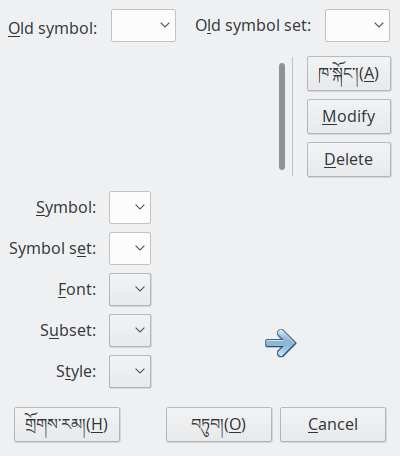 Old symbol: Old symbol set:
ཁ་སྐོང་།(A)
Modify
Delete
Symbol:
Symbol set:
Font:
Subset:
Style:
གྲོགས་རམ།(H) བཏུབ།(O) Cancel